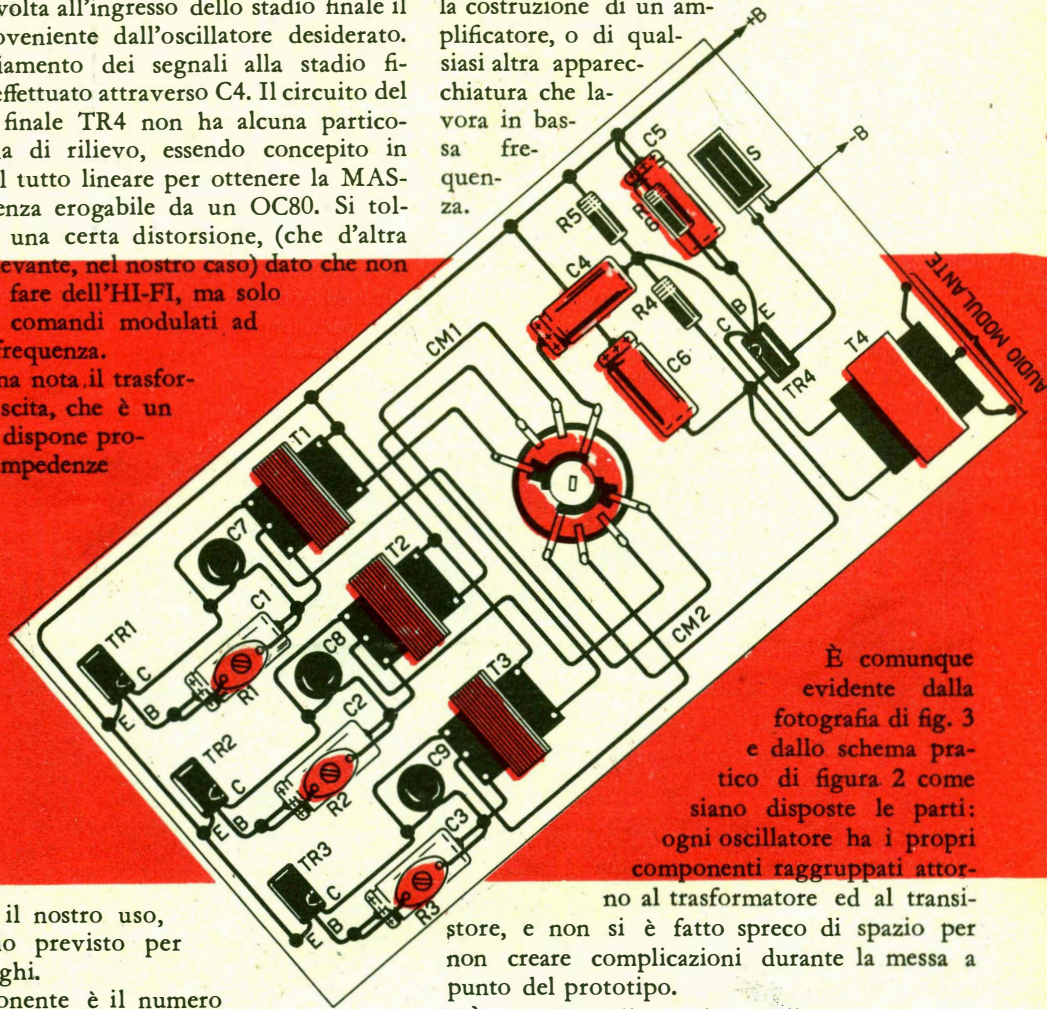 volta all'ingresso dello stadio finale il
oveniente dall'oscillatore desiderato.
iamento dei segnali alla stadio fi-
effettuato attraverso C4. Il circuito del
finale TR4 non ha alcuna partico-
a di rilievo, essendo concepito in
l tutto lineare per ottenere la MAS-
enza erogabile da un OC80. Si tol-
una certa distorsione, (che d'altra
levante, nel nostro caso) dato che non
fare dell'HI-FI, ma solo
comandi modulati ad
frequenza.
na nota il trasfor-
scita, che è un
dispone pro-
mpedenze
il nostro uso,
io previsto per
ghi.
onente è il numero
la costruzione di un am-
plificatore, o di qual-
siasi altra apparec-
chiatura che la-
vora in bas-
sa fre-
quen-
za.
+B
-B
C5
S
R5
R6
C4
R4
C6
C
B
E
TR4
T4
AUDIO MODULANTE
CM1
CM2
T1
C7
C1
TR1
C
E
B
R1
T2
C8
C2
TR2
C
E
B
R2
T3
C9
C3
TR3
C
E
B
R3
È comunque
evidente dalla
fotografia di fig. 3
e dallo schema pra-
tico di figura 2 come
siano disposte le parti:
ogni oscillatore ha i propri
componenti raggruppati attor-
no al trasformatore ed al transi-
store, e non si è fatto spreco di spazio per
non creare complicazioni durante la messa a
punto del prototipo.